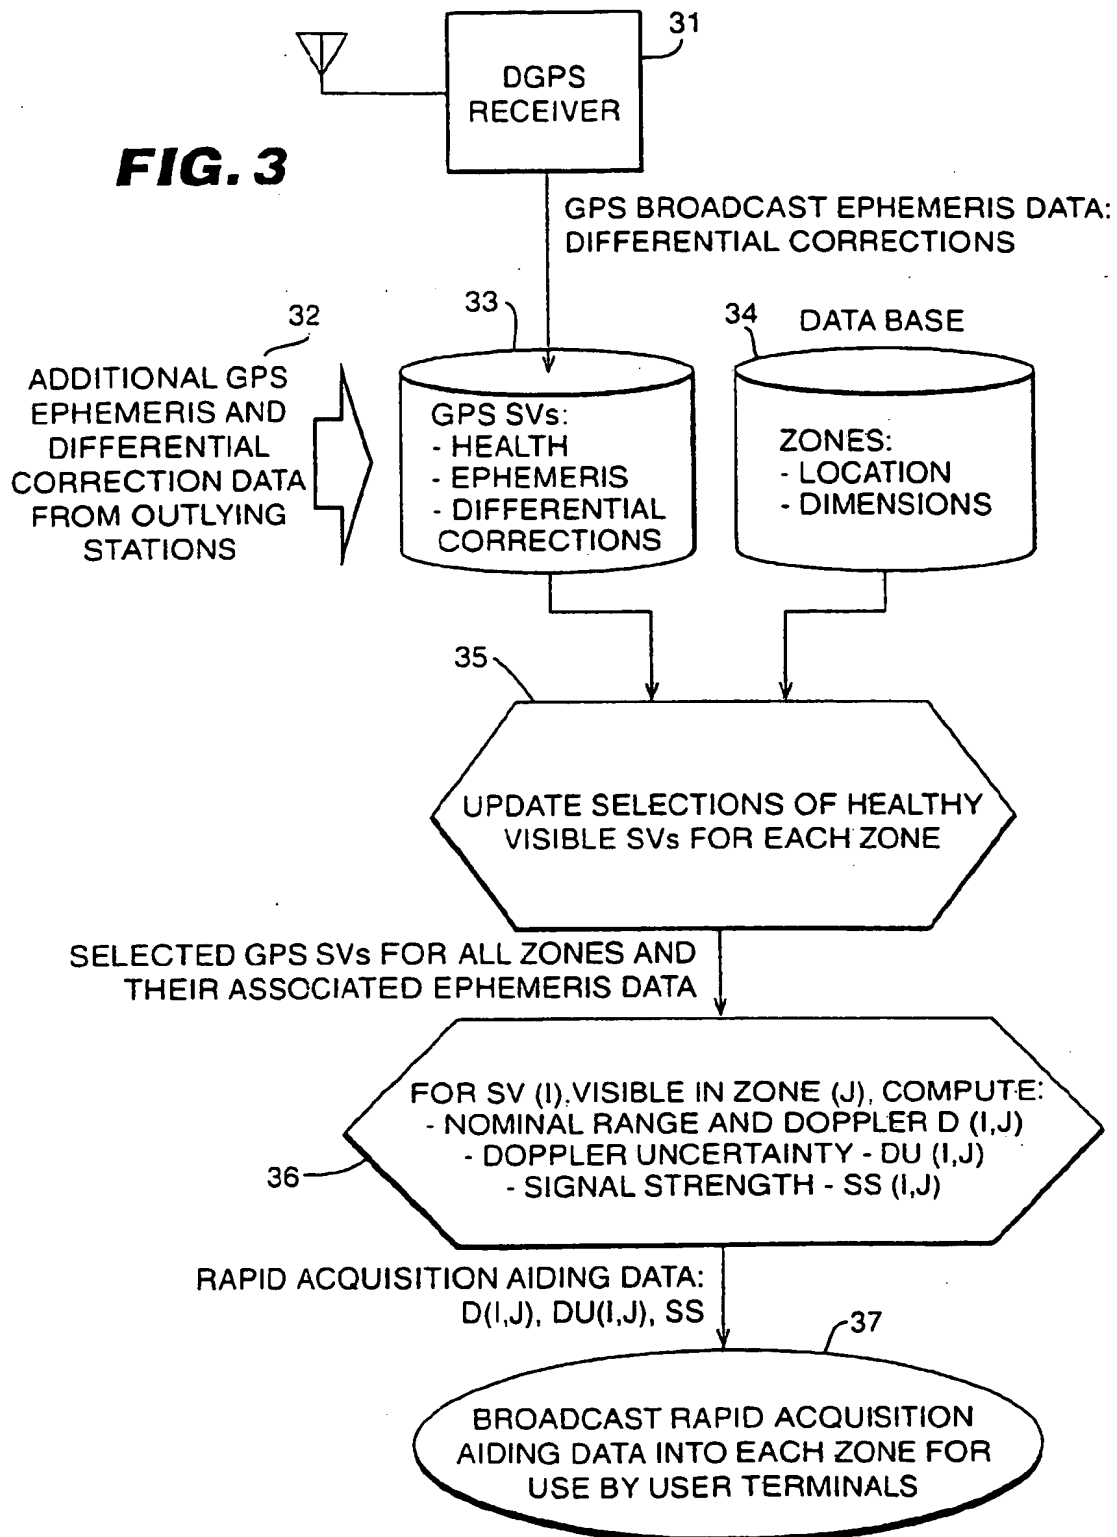 31
DGPS
RECEIVER
FIG. 3
GPS BROADCAST EPHEMERIS DATA:
DIFFERENTIAL CORRECTIONS
32
ADDITIONAL GPS
EPHEMERIS AND
DIFFERENTIAL
CORRECTION DATA
FROM OUTLYING
STATIONS
33
GPS SVs:
- HEALTH
- EPHEMERIS
- DIFFERENTIAL
CORRECTIONS
34
DATA BASE
ZONES:
- LOCATION
- DIMENSIONS
35
UPDATE SELECTIONS OF HEALTHY
VISIBLE SVs FOR EACH ZONE
SELECTED GPS SVs FOR ALL ZONES AND
THEIR ASSOCIATED EPHEMERIS DATA
FOR SV (I).VISIBLE IN ZONE (J), COMPUTE:
- NOMINAL RANGE AND DOPPLER D (I,J)
- DOPPLER UNCERTAINTY - DU (I,J)
- SIGNAL STRENGTH - SS (I,J)
36
RAPID ACQUISITION AIDING DATA:
D(I,J), DU(I,J), SS
37
BROADCAST RAPID ACQUISITION
AIDING DATA INTO EACH ZONE FOR
USE BY USER TERMINALS